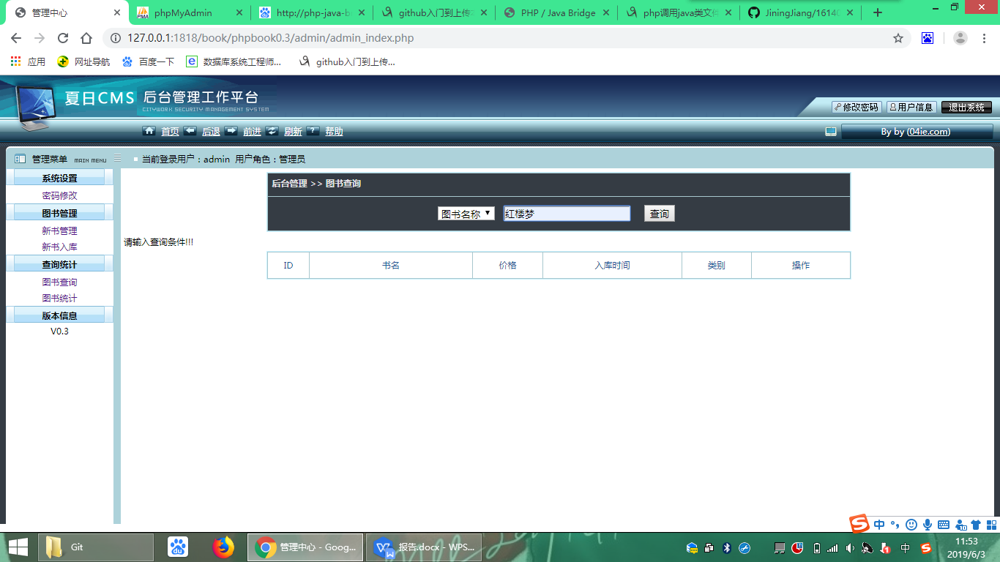 管理中心
phpMyAdmin
http://php-java-b
github入门到上传本
PHP / Java Bridge
php调用java类文件
JiningJiang/16140
127.0.0.1:1818/book/phpbook0.3/admin/admin_index.php
应用
网址导航
百度一下
数据库系统工程师...
github入门到上传...
夏日CMS 后台管理工作平台
CITYWORK SECURITY MANAGEMENT SYSTEM
修改密码
用户信息
退出系统
首页
后退
前进
刷新
帮助
By by (04ie.com)
管理菜单 MAIN MENU
当前登录用户：admin 用户角色：管理员
系统设置
密码修改
图书管理
新书管理
新书入库
查询统计
图书查询
图书统计
版本信息
V0.3
后台管理 >> 图书查询
图书名称
红楼梦
查询
请输入查询条件!!!
ID
书名
价格
入库时间
类别
操作
中
Git
管理中心 - Goog...
报告.docx - WPS...
中
11:53
2019/6/3